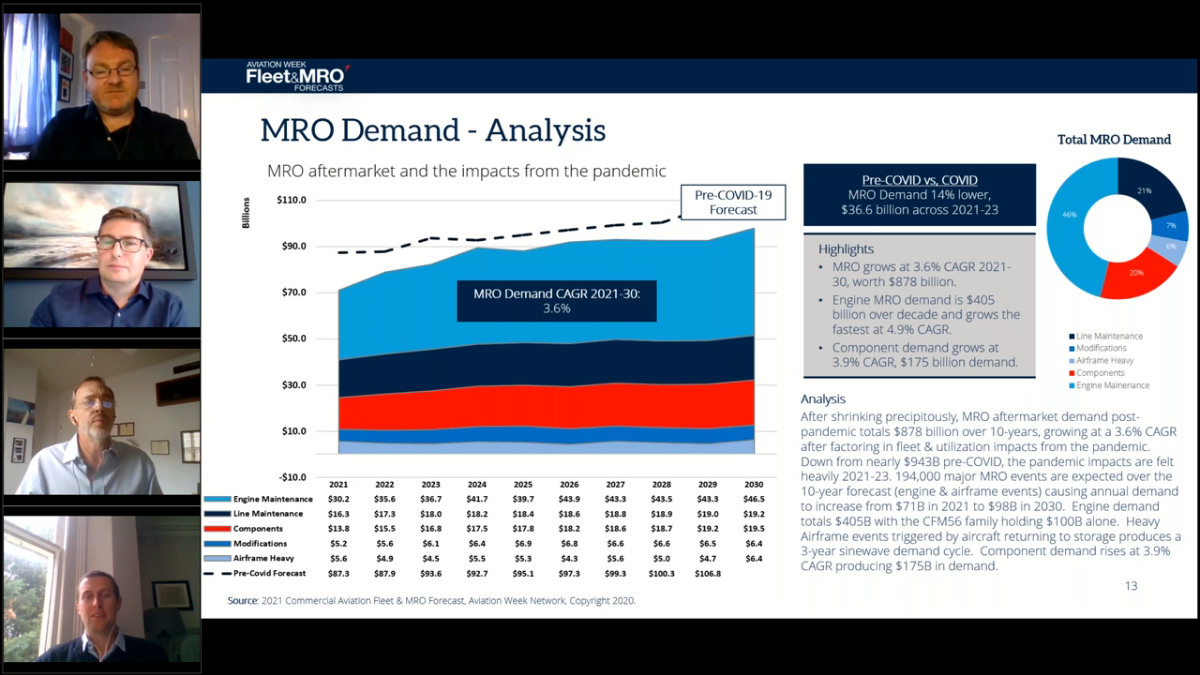 AVIATION WEEK
Fleet&MRO
FORECASTS
MRO Demand - Analysis
MRO aftermarket and the impacts from the pandemic
Billions
$110.0
$90.0
$70.0
$50.0
$30.0
$10.0
-$10.0
Pre-COVID-19
Forecast
MRO Demand CAGR 2021-30:
3.6%
2021 2022 2023 2024 2025 2026 2027 2028 2029 2030
Engine Maintenance $30.2 $35.6 $36.7 $41.7 $39.7 $43.9 $43.3 $43.5 $43.3 $46.5
Line Maintenance $16.3 $17.3 $18.0 $18.2 $18.4 $18.6 $18.8 $18.9 $19.0 $19.2
Components $13.8 $15.5 $16.8 $17.5 $17.8 $18.2 $18.6 $18.7 $19.2 $19.5
Modifications $5.2 $5.6 $6.1 $6.4 $6.9 $6.8 $6.6 $6.6 $6.5 $6.4
Airframe Heavy $5.6 $4.9 $4.5 $5.5 $5.3 $4.3 $5.6 $5.0 $4.7 $6.4
Pre-Covid Forecast $87.3 $87.9 $93.6 $92.7 $95.1 $97.3 $99.3 $100.3 $106.8
Source: 2021 Commercial Aviation Fleet & MRO Forecast, Aviation Week Network, Copyright 2020.
Pre-COVID vs, COVID
MRO Demand 14% lower,
$36.6 billion across 2021-23
Highlights
• MRO grows at 3.6% CAGR 2021-
30, worth $878 billion.
• Engine MRO demand is $405
billion over decade and grows the
fastest at 4.9% CAGR.
• Component demand grows at
3.9% CAGR, $175 billion demand.
Total MRO Demand
21%
7%
6%
20%
46%
Line Maintenance
Modifications
Airframe Heavy
Components
Engine Mainenance
Analysis
After shrinking precipitously, MRO aftermarket demand post-
pandemic totals $878 billion over 10-years, growing at a 3.6% CAGR
after factoring in fleet & utilization impacts from the pandemic.
Down from nearly $943B pre-COVID, the pandemic impacts are felt
heavily 2021-23. 194,000 major MRO events are expected over the
10-year forecast (engine & airframe events) causing annual demand
to increase from $71B in 2021 to $98B in 2030. Engine demand
totals $405B with the CFM56 family holding $100B alone. Heavy
Airframe events triggered by aircraft returning to storage produces a
3-year sinewave demand cycle. Component demand rises at 3.9%
CAGR producing $175B in demand.
13